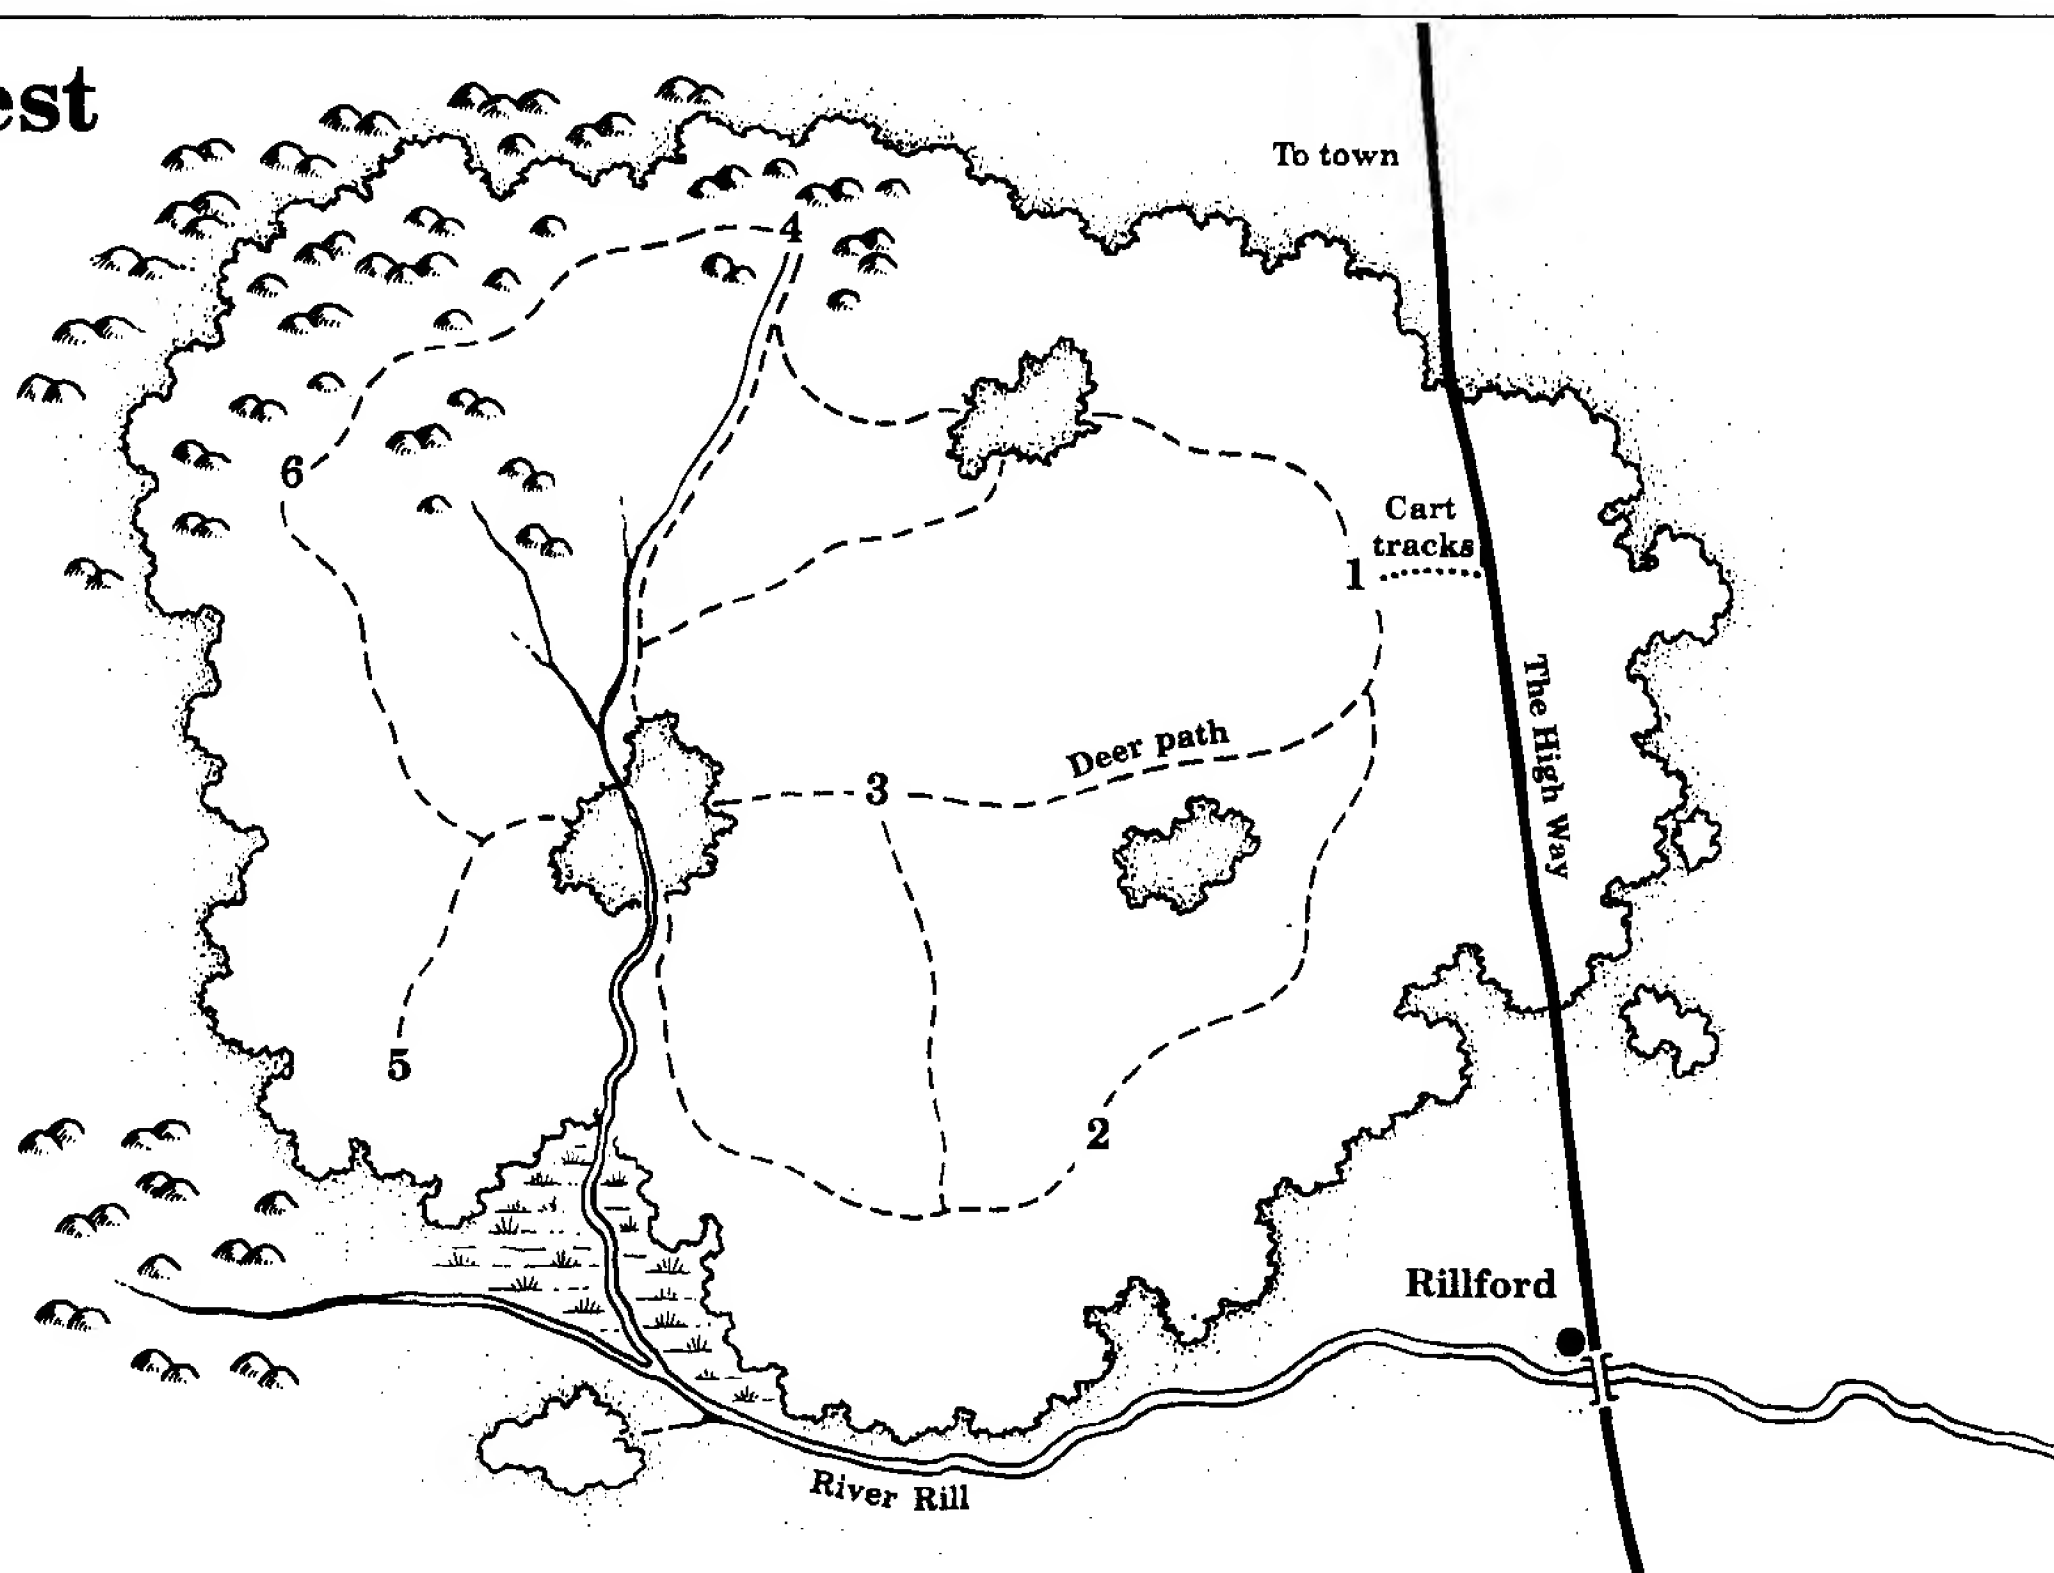 est
To town
4
6
Cart
tracks
1
The High Way
Deer path
3
5
2
Rillford
River Rill